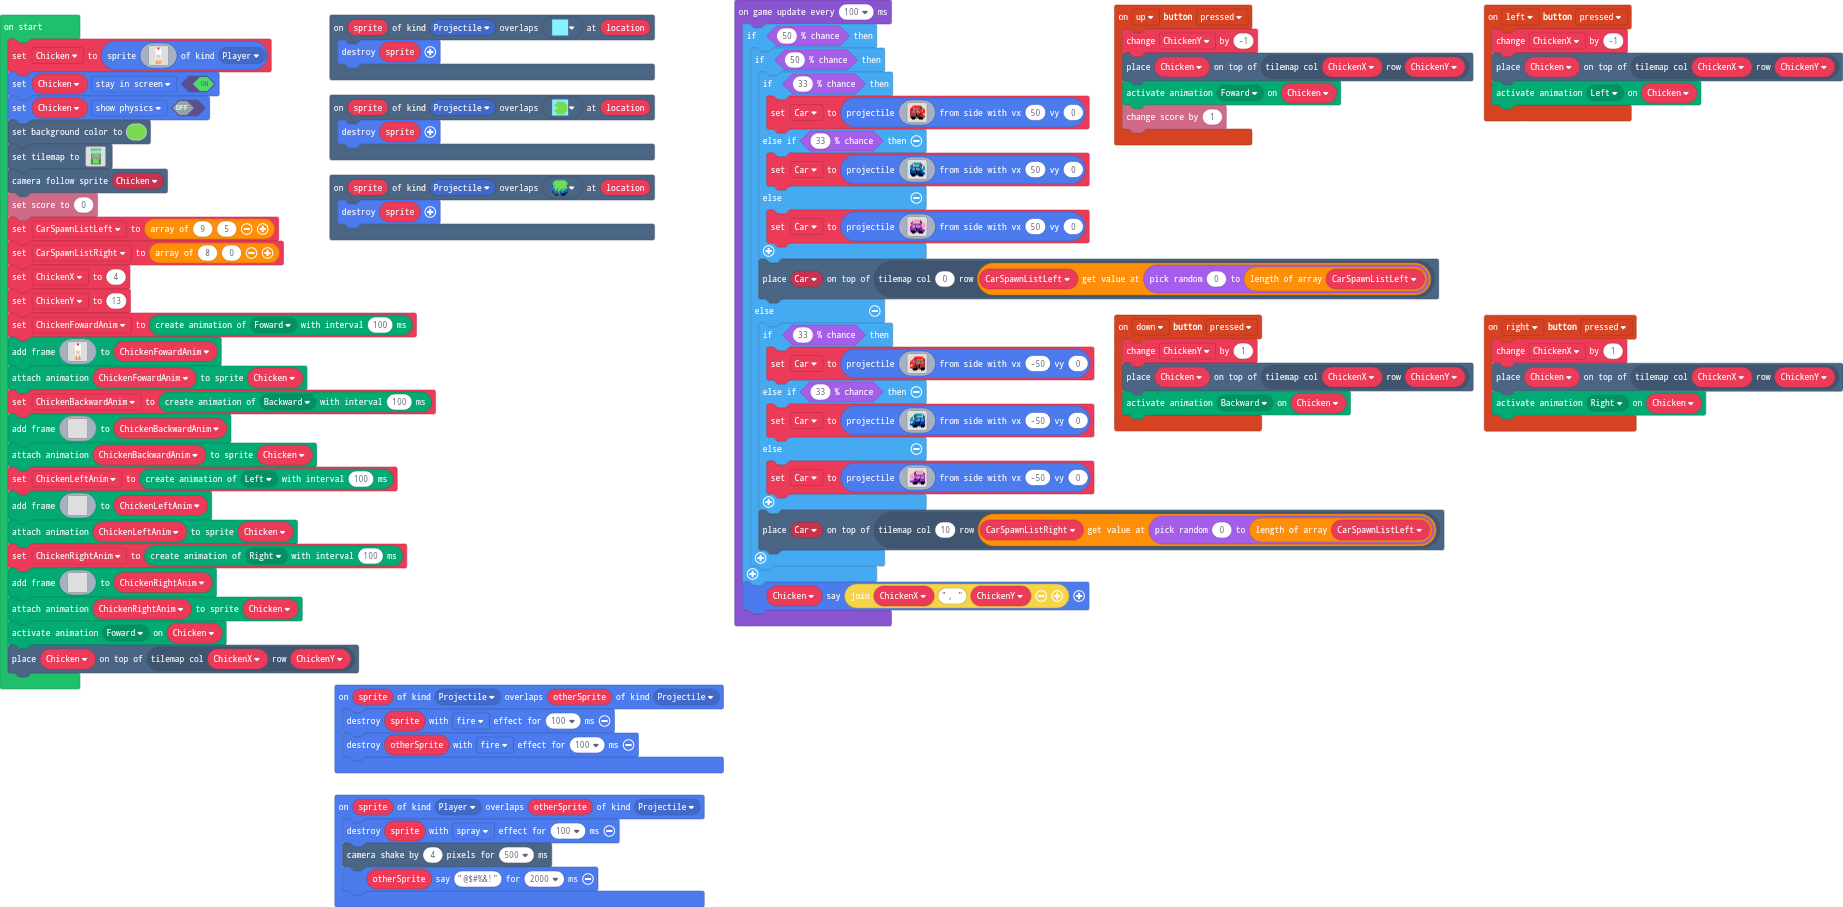 on start
set Chicken to sprite of kind Player
set Chicken stay in screen ON
set Chicken show physics OFF
set background color to
set tilemap to
camera follow sprite Chicken
set score to 0
set CarSpawnListLeft to array of 9 5
set CarSpawnListRight to array of 8 0
set ChickenX to 4
set ChickenY to 13
set ChickenFowardAnim to create animation of Foward with interval 100 ms
add frame to ChickenFowardAnim
attach animation ChickenFowardAnim to sprite Chicken
set ChickenBackwardAnim to create animation of Backward with interval 100 ms
add frame to ChickenBackwardAnim
attach animation ChickenBackwardAnim to sprite Chicken
set ChickenLeftAnim to create animation of Left with interval 100 ms
add frame to ChickenLeftAnim
attach animation ChickenLeftAnim to sprite Chicken
set ChickenRightAnim to create animation of Right with interval 100 ms
add frame to ChickenRightAnim
attach animation ChickenRightAnim to sprite Chicken
activate animation Foward on Chicken
place Chicken on top of tilemap col ChickenX row ChickenY
on sprite of kind Projectile overlaps at location
destroy sprite
on sprite of kind Projectile overlaps at location
destroy sprite
on sprite of kind Projectile overlaps at location
destroy sprite
on sprite of kind Projectile overlaps otherSprite of kind Projectile
destroy sprite with fire effect for 100 ms
destroy otherSprite with fire effect for 100 ms
on sprite of kind Player overlaps otherSprite of kind Projectile
destroy sprite with spray effect for 100 ms
camera shake by 4 pixels for 500 ms
otherSprite say "@$#%&!" for 2000 ms
on game update every 100 ms
if 50 % chance then
if 50 % chance then
if 33 % chance then
set Car to projectile from side with vx 50 vy 0
else if 33 % chance then
set Car to projectile from side with vx 50 vy 0
else
set Car to projectile from side with vx 50 vy 0
place Car on top of tilemap col 0 row CarSpawnListLeft get value at pick random 0 to length of array CarSpawnListLeft
else
if 33 % chance then
set Car to projectile from side with vx -50 vy 0
else if 33 % chance then
set Car to projectile from side with vx -50 vy 0
else
set Car to projectile from side with vx -50 vy 0
place Car on top of tilemap col 10 row CarSpawnListRight get value at pick random 0 to length of array CarSpawnListLeft
Chicken say join ChickenX ", " ChickenY
on up button pressed
change ChickenY by -1
place Chicken on top of tilemap col ChickenX row ChickenY
activate animation Foward on Chicken
change score by 1
on left button pressed
change ChickenX by -1
place Chicken on top of tilemap col ChickenX row ChickenY
activate animation Left on Chicken
on down button pressed
change ChickenY by 1
place Chicken on top of tilemap col ChickenX row ChickenY
activate animation Backward on Chicken
on right button pressed
change ChickenX by 1
place Chicken on top of tilemap col ChickenX row ChickenY
activate animation Right on Chicken